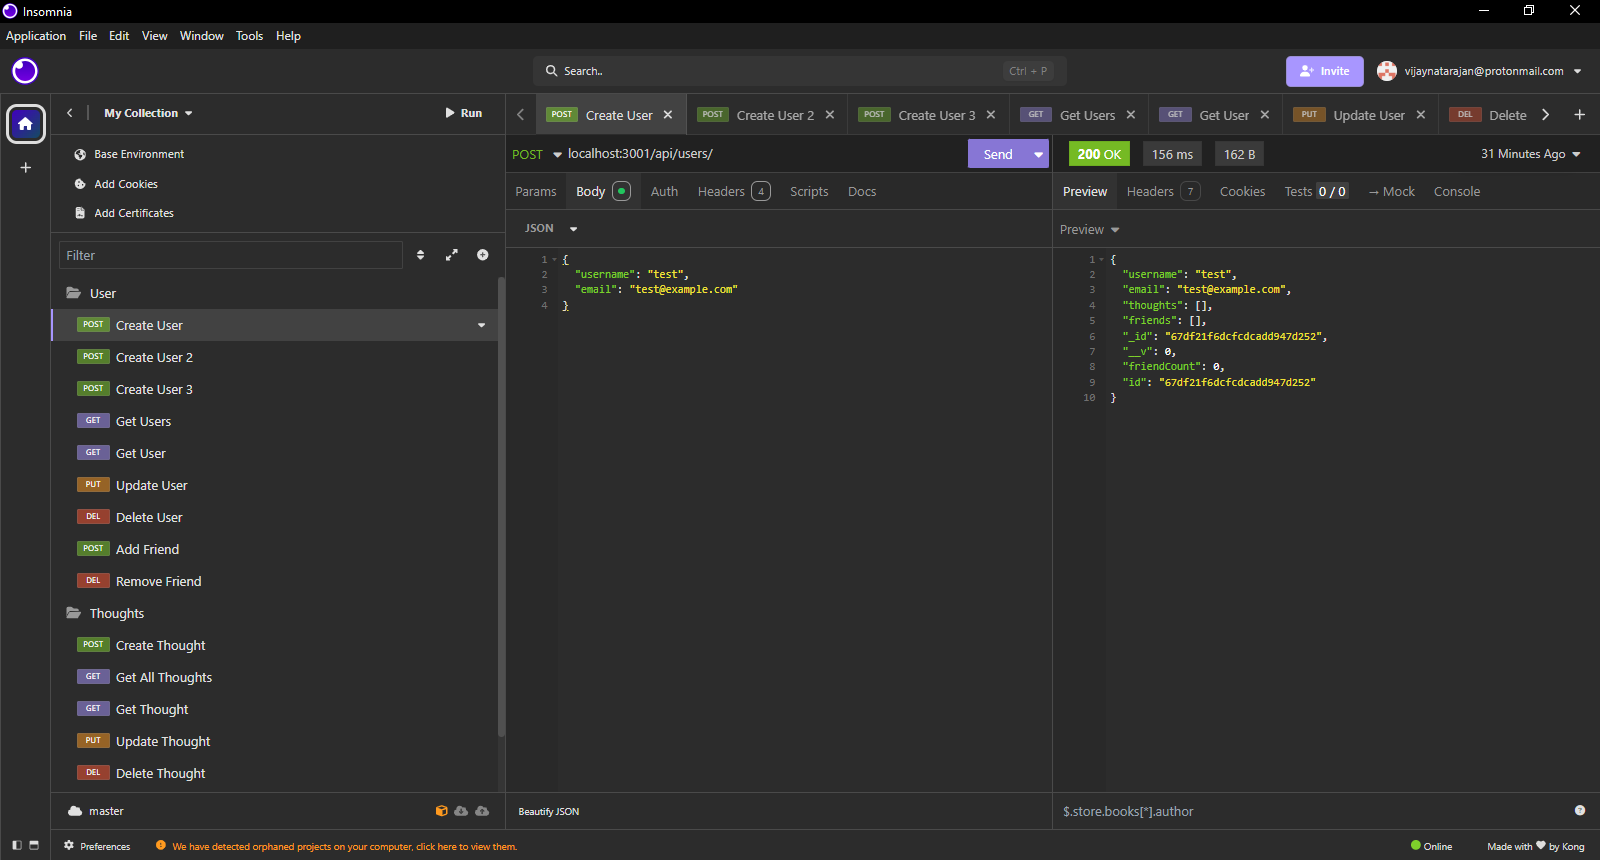 Insomnia
Application File Edit View Window Tools Help
Search.. Ctrl + P
Invite vijaynatarajan@protonmail.com
My Collection Run
Base Environment
Add Cookies
Add Certificates
Filter
User
POST Create User
POST Create User 2
POST Create User 3
GET Get Users
GET Get User
PUT Update User
DEL Delete User
POST Add Friend
DEL Remove Friend
Thoughts
POST Create Thought
GET Get All Thoughts
GET Get Thought
PUT Update Thought
DEL Delete Thought
master
POST Create User POST Create User 2 POST Create User 3 GET Get Users GET Get User PUT Update User DEL Delete
POST localhost:3001/api/users/ Send
Params Body Auth Headers 4 Scripts Docs
JSON
1 {
2 "username": "test",
3 "email": "test@example.com"
4 }
Beautify JSON
200 OK 156 ms 162 B 31 Minutes Ago
Preview Headers 7 Cookies Tests 0 / 0 → Mock Console
Preview
1 {
2 "username": "test",
3 "email": "test@example.com",
4 "thoughts": [],
5 "friends": [],
6 "_id": "67df21f6dcfcdcadd947d252",
7 "__v": 0,
8 "friendCount": 0,
9 "id": "67df21f6dcfcdcadd947d252"
10 }
$.store.books[*].author
Preferences We have detected orphaned projects on your computer, click here to view them. Online Made with ♥ by Kong